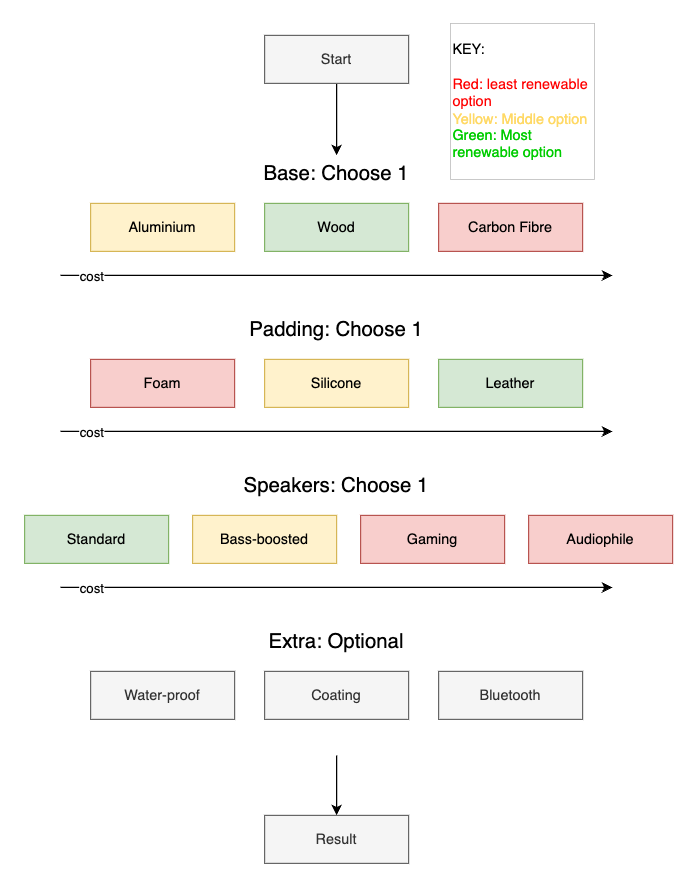 Start
KEY:
Red: least renewable
option
Yellow: Middle option
Green: Most
renewable option
Base: Choose 1
Aluminium
Wood
Carbon Fibre
cost
Padding: Choose 1
Foam
Silicone
Leather
cost
Speakers: Choose 1
Standard
Bass-boosted
Gaming
Audiophile
cost
Extra: Optional
Water-proof
Coating
Bluetooth
Result